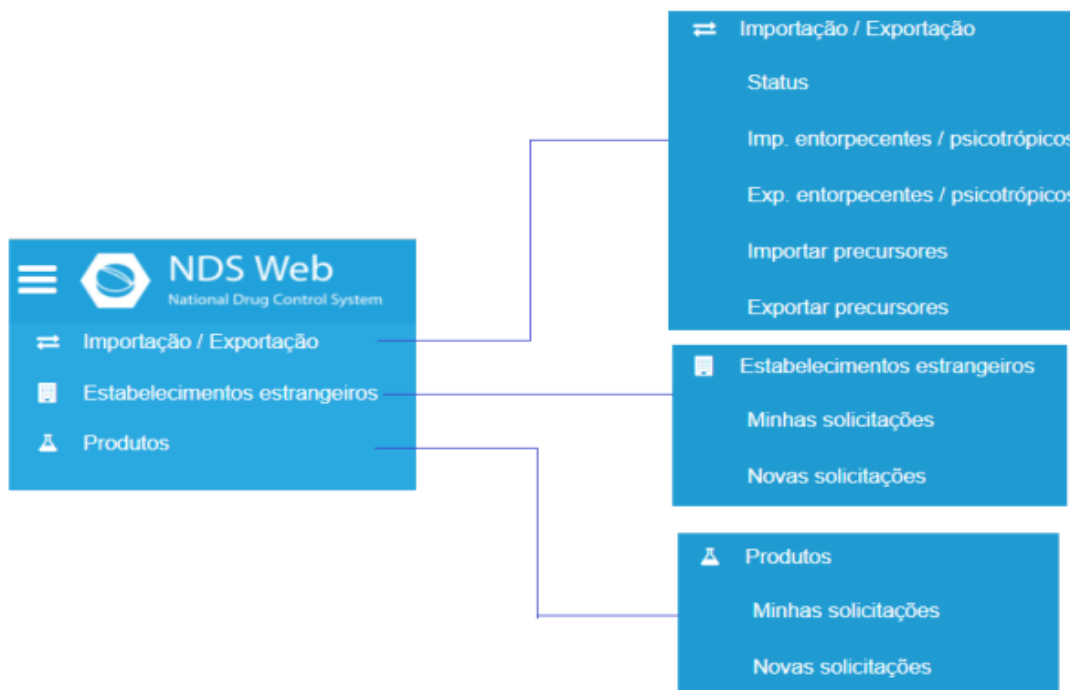 NDS Web
National Drug Control System
Importação / Exportação
Estabelecimentos estrangeiros
Produtos
Importação / Exportação
Status
Imp. entorpecentes / psicotrópicos
Exp. entorpecentes / psicotrópicos
Importar precursores
Exportar precursores
Estabelecimentos estrangeiros
Minhas solicitações
Novas solicitações
Produtos
Minhas solicitações
Novas solicitações